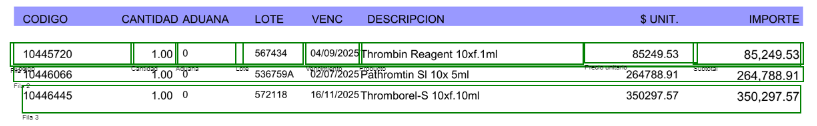 CODIGO CANTIDAD ADUANA LOTE VENC DESCRIPCION $ UNIT. IMPORTE
10445720 1.00 0 567434 04/09/2025 Thrombin Reagent 10xf.1ml 85249.53 85,249.53
Cantidad Aduana Lote Vencimiento Producto Precio unitario Subtotal
10446066 1.00 0 536759A 02/07/2025 Pathromtin Sl 10x 5ml 264788.91 264,788.91
Fila 2
10446445 1.00 0 572118 16/11/2025 Thromborel-S 10xf.10ml 350297.57 350,297.57
Fila 3